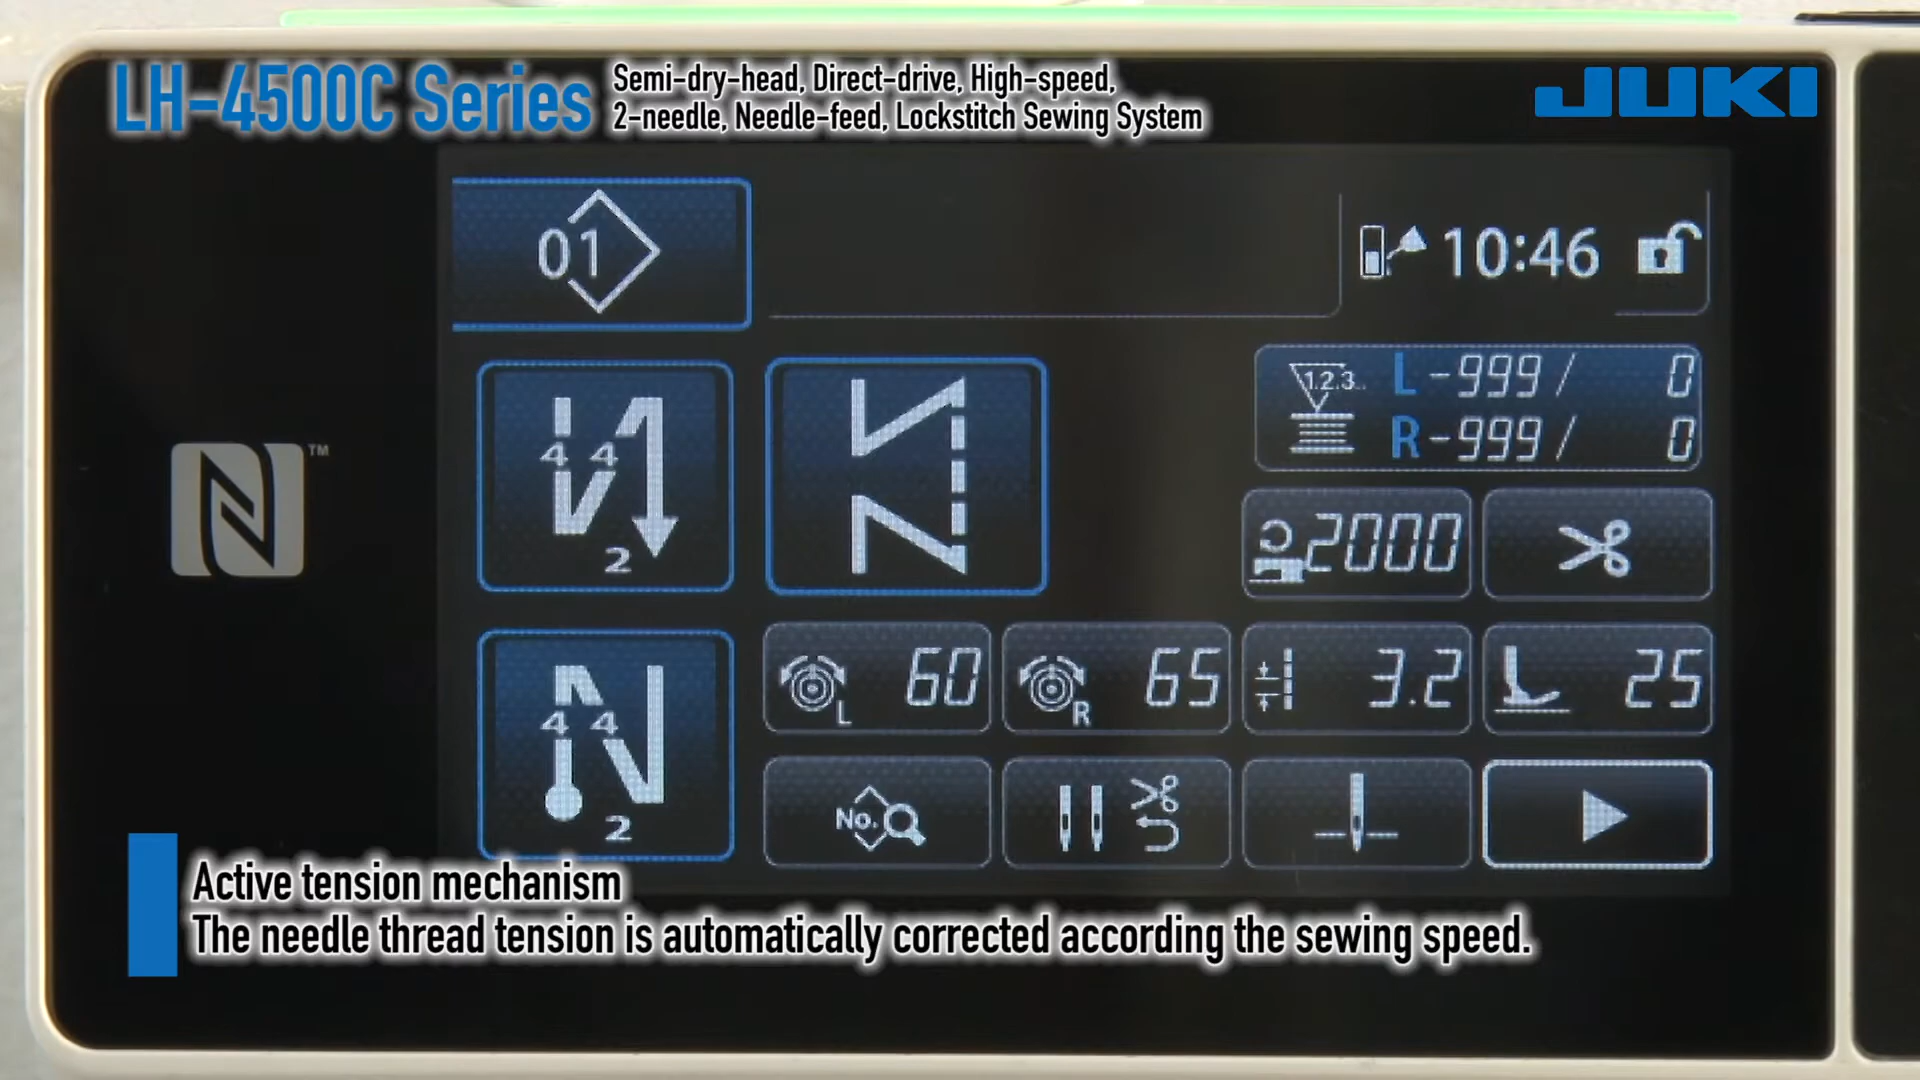 LH-4500C Series
Semi-dry-head, Direct-drive, High-speed,
2-needle, Needle-feed, Lockstitch Sewing System
JUKI
01
10:46
1.2.3.. L -999 / 0
R -999 / 0
4 4
2
2000
TM
L 60
R 65
3.2
25
4 4
2
No.
Active tension mechanism
The needle thread tension is automatically corrected according the sewing speed.